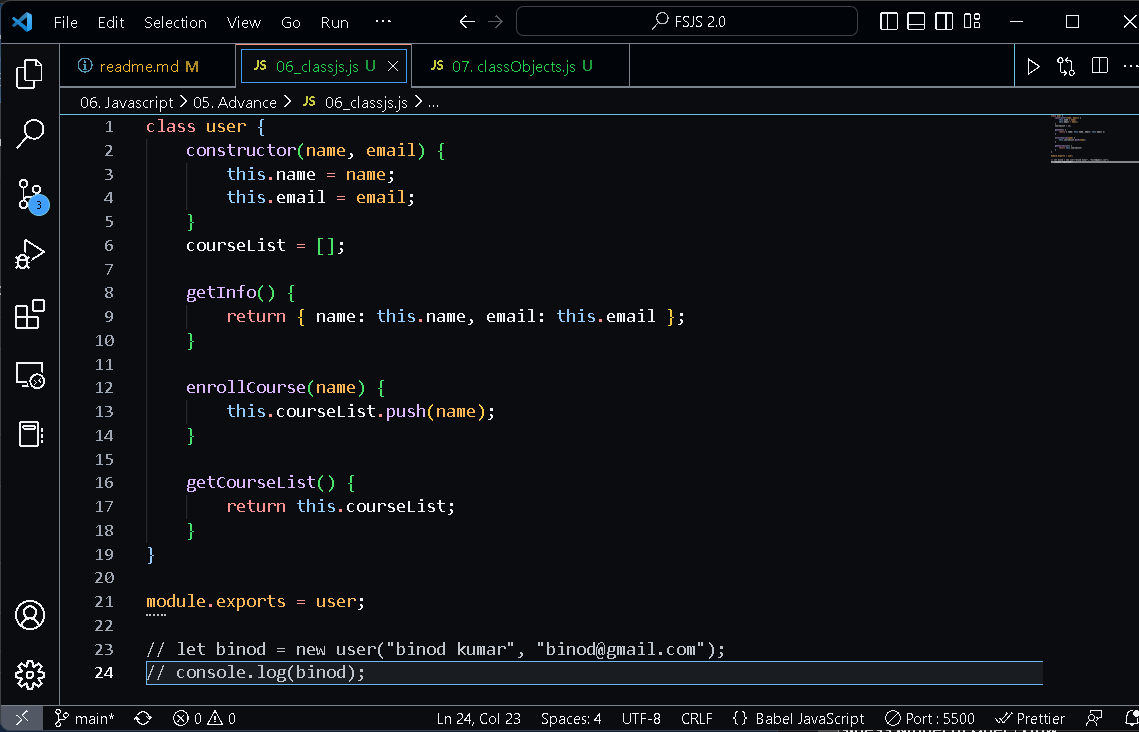 File Edit Selection View Go Run ··· FSJS 2.0
readme.md M JS 06_classjs.js U JS 07. classObjects.js U
06. Javascript > 05. Advance > JS 06_classjs.js > ...
1 class user {
2 constructor(name, email) {
3 this.name = name;
4 this.email = email;
5 }
6 courseList = [];
7
8 getInfo() {
9 return { name: this.name, email: this.email };
10 }
11
12 enrollCourse(name) {
13 this.courseList.push(name);
14 }
15
16 getCourseList() {
17 return this.courseList;
18 }
19 }
20
21 module.exports = user;
22
23 // let binod = new user("binod kumar", "binod@gmail.com");
24 // console.log(binod);
3
main* 0 0 Ln 24, Col 23 Spaces: 4 UTF-8 CRLF {} Babel JavaScript Port : 5500 Prettier